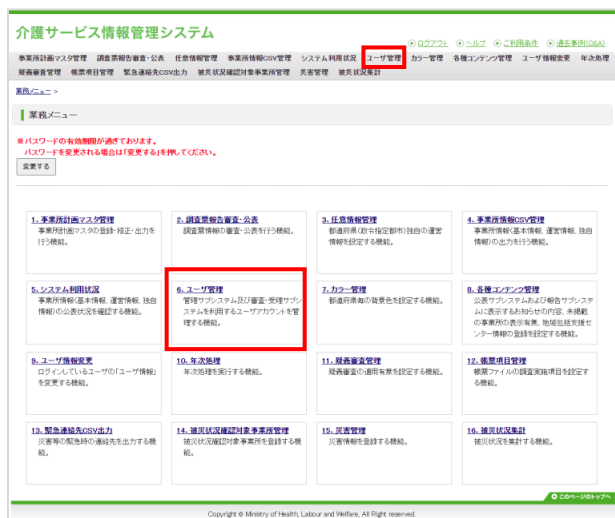 介護サービス情報管理システム
ログアウト ヘルプ ご利用条件 過去事例(Q&A)
事業所計画マスタ管理 調査票報告審査・公表 任意情報管理 事業所情報CSV管理 システム利用状況 ユーザ管理 カラー管理 各種コンテンツ管理 ユーザ情報変更 年次処理
疑義審査管理 帳票項目管理 緊急連絡先CSV出力 被災状況確認対象事業所管理 災害管理 被災状況集計
業務メニュー >
業務メニュー
※パスワードの有効期限が過ぎております。
パスワードを変更される場合は「変更する」を押してください。
変更する
1. 事業所計画マスタ管理
事業所計画マスタの登録・修正・出力を
行う機能。
2. 調査票報告審査・公表
調査票情報の審査・公表を行う機能。
3. 任意情報管理
都道府県(政令指定都市)独自の運営
情報を設定する機能。
4. 事業所情報CSV管理
事業所情報(基本情報、運営情報、独自
情報)の出力を行う機能。
5. システム利用状況
事業所情報(基本情報、運営情報、独自
情報)の公表状況を確認する機能。
6. ユーザ管理
管理サブシステム及び審査・受理サブシ
ステムを利用するユーザアカウントを管
理する機能。
7. カラー管理
都道府県毎の背景色を設定する機能。
8. 各種コンテンツ管理
公表サブシステムおよび報告サブシステ
ムに表示するお知らせの内容、未掲載
の事業所の表示有無、地域包括支援セ
ンター情報の登録を設定する機能。
9. ユーザ情報変更
ログインしているユーザの「ユーザ情報」
を変更する機能。
10. 年次処理
年次処理を実行する機能。
11. 疑義審査管理
疑義審査の適用有無を設定する機能。
12. 帳票項目管理
帳票ファイルの調査実施項目を設定す
る機能。
13. 緊急連絡先CSV出力
災害等の緊急時の連絡先を出力する機
能。
14. 被災状況確認対象事業所管理
被災状況確認対象事業所を登録する機
能。
15. 災害管理
災害情報を登録する機能。
16. 被災状況集計
被災状況を集計する機能。
このページのトップへ
Copyright © Ministry of Health, Labour and Welfare, All Right reserved.